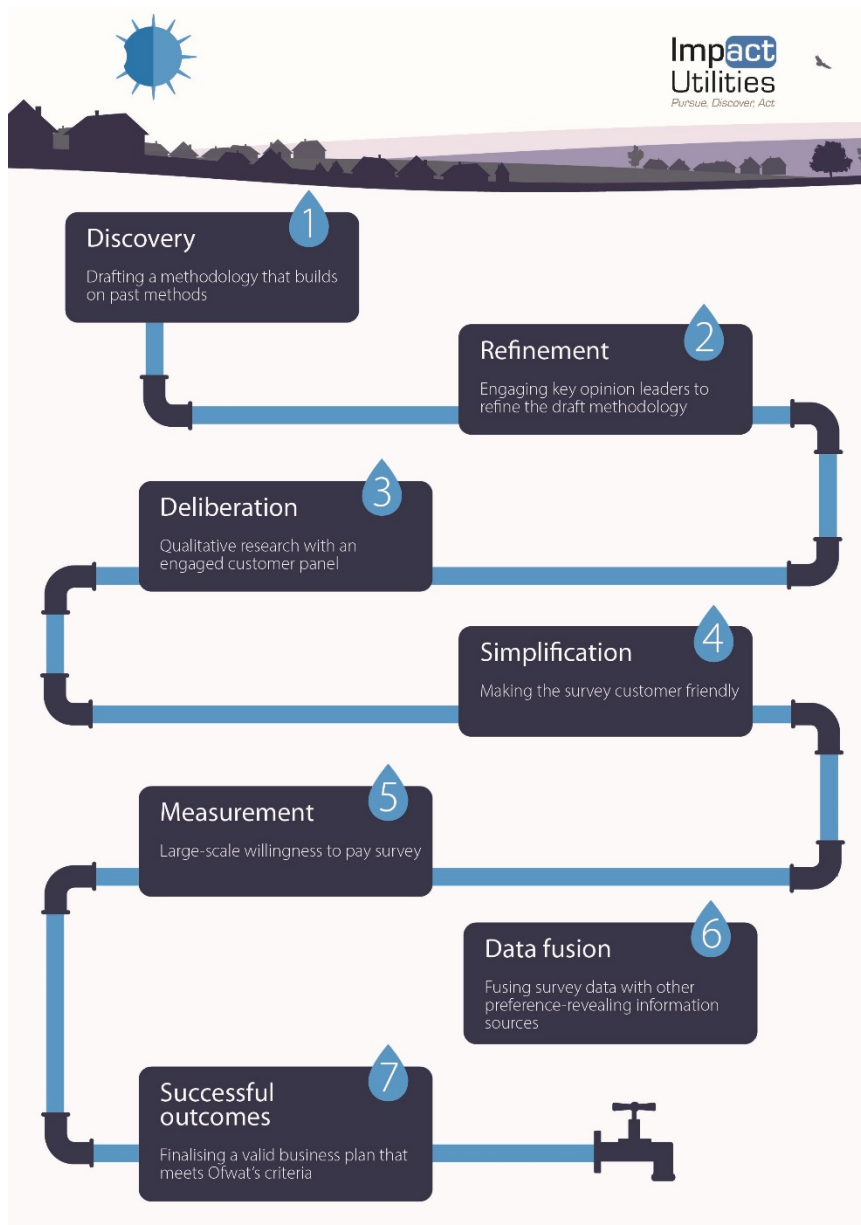 Impact
Utilities
Pursue, Discover, Act
1
Discovery
Drafting a methodology that builds
on past methods
2
Refinement
Engaging key opinion leaders to
refine the draft methodology
3
Deliberation
Qualitative research with an
engaged customer panel
4
Simplification
Making the survey customer friendly
5
Measurement
Large-scale willingness to pay survey
6
Data fusion
Fusing survey data with other
preference-revealing information
sources
7
Successful
outcomes
Finalising a valid business plan that
meets Ofwat's criteria